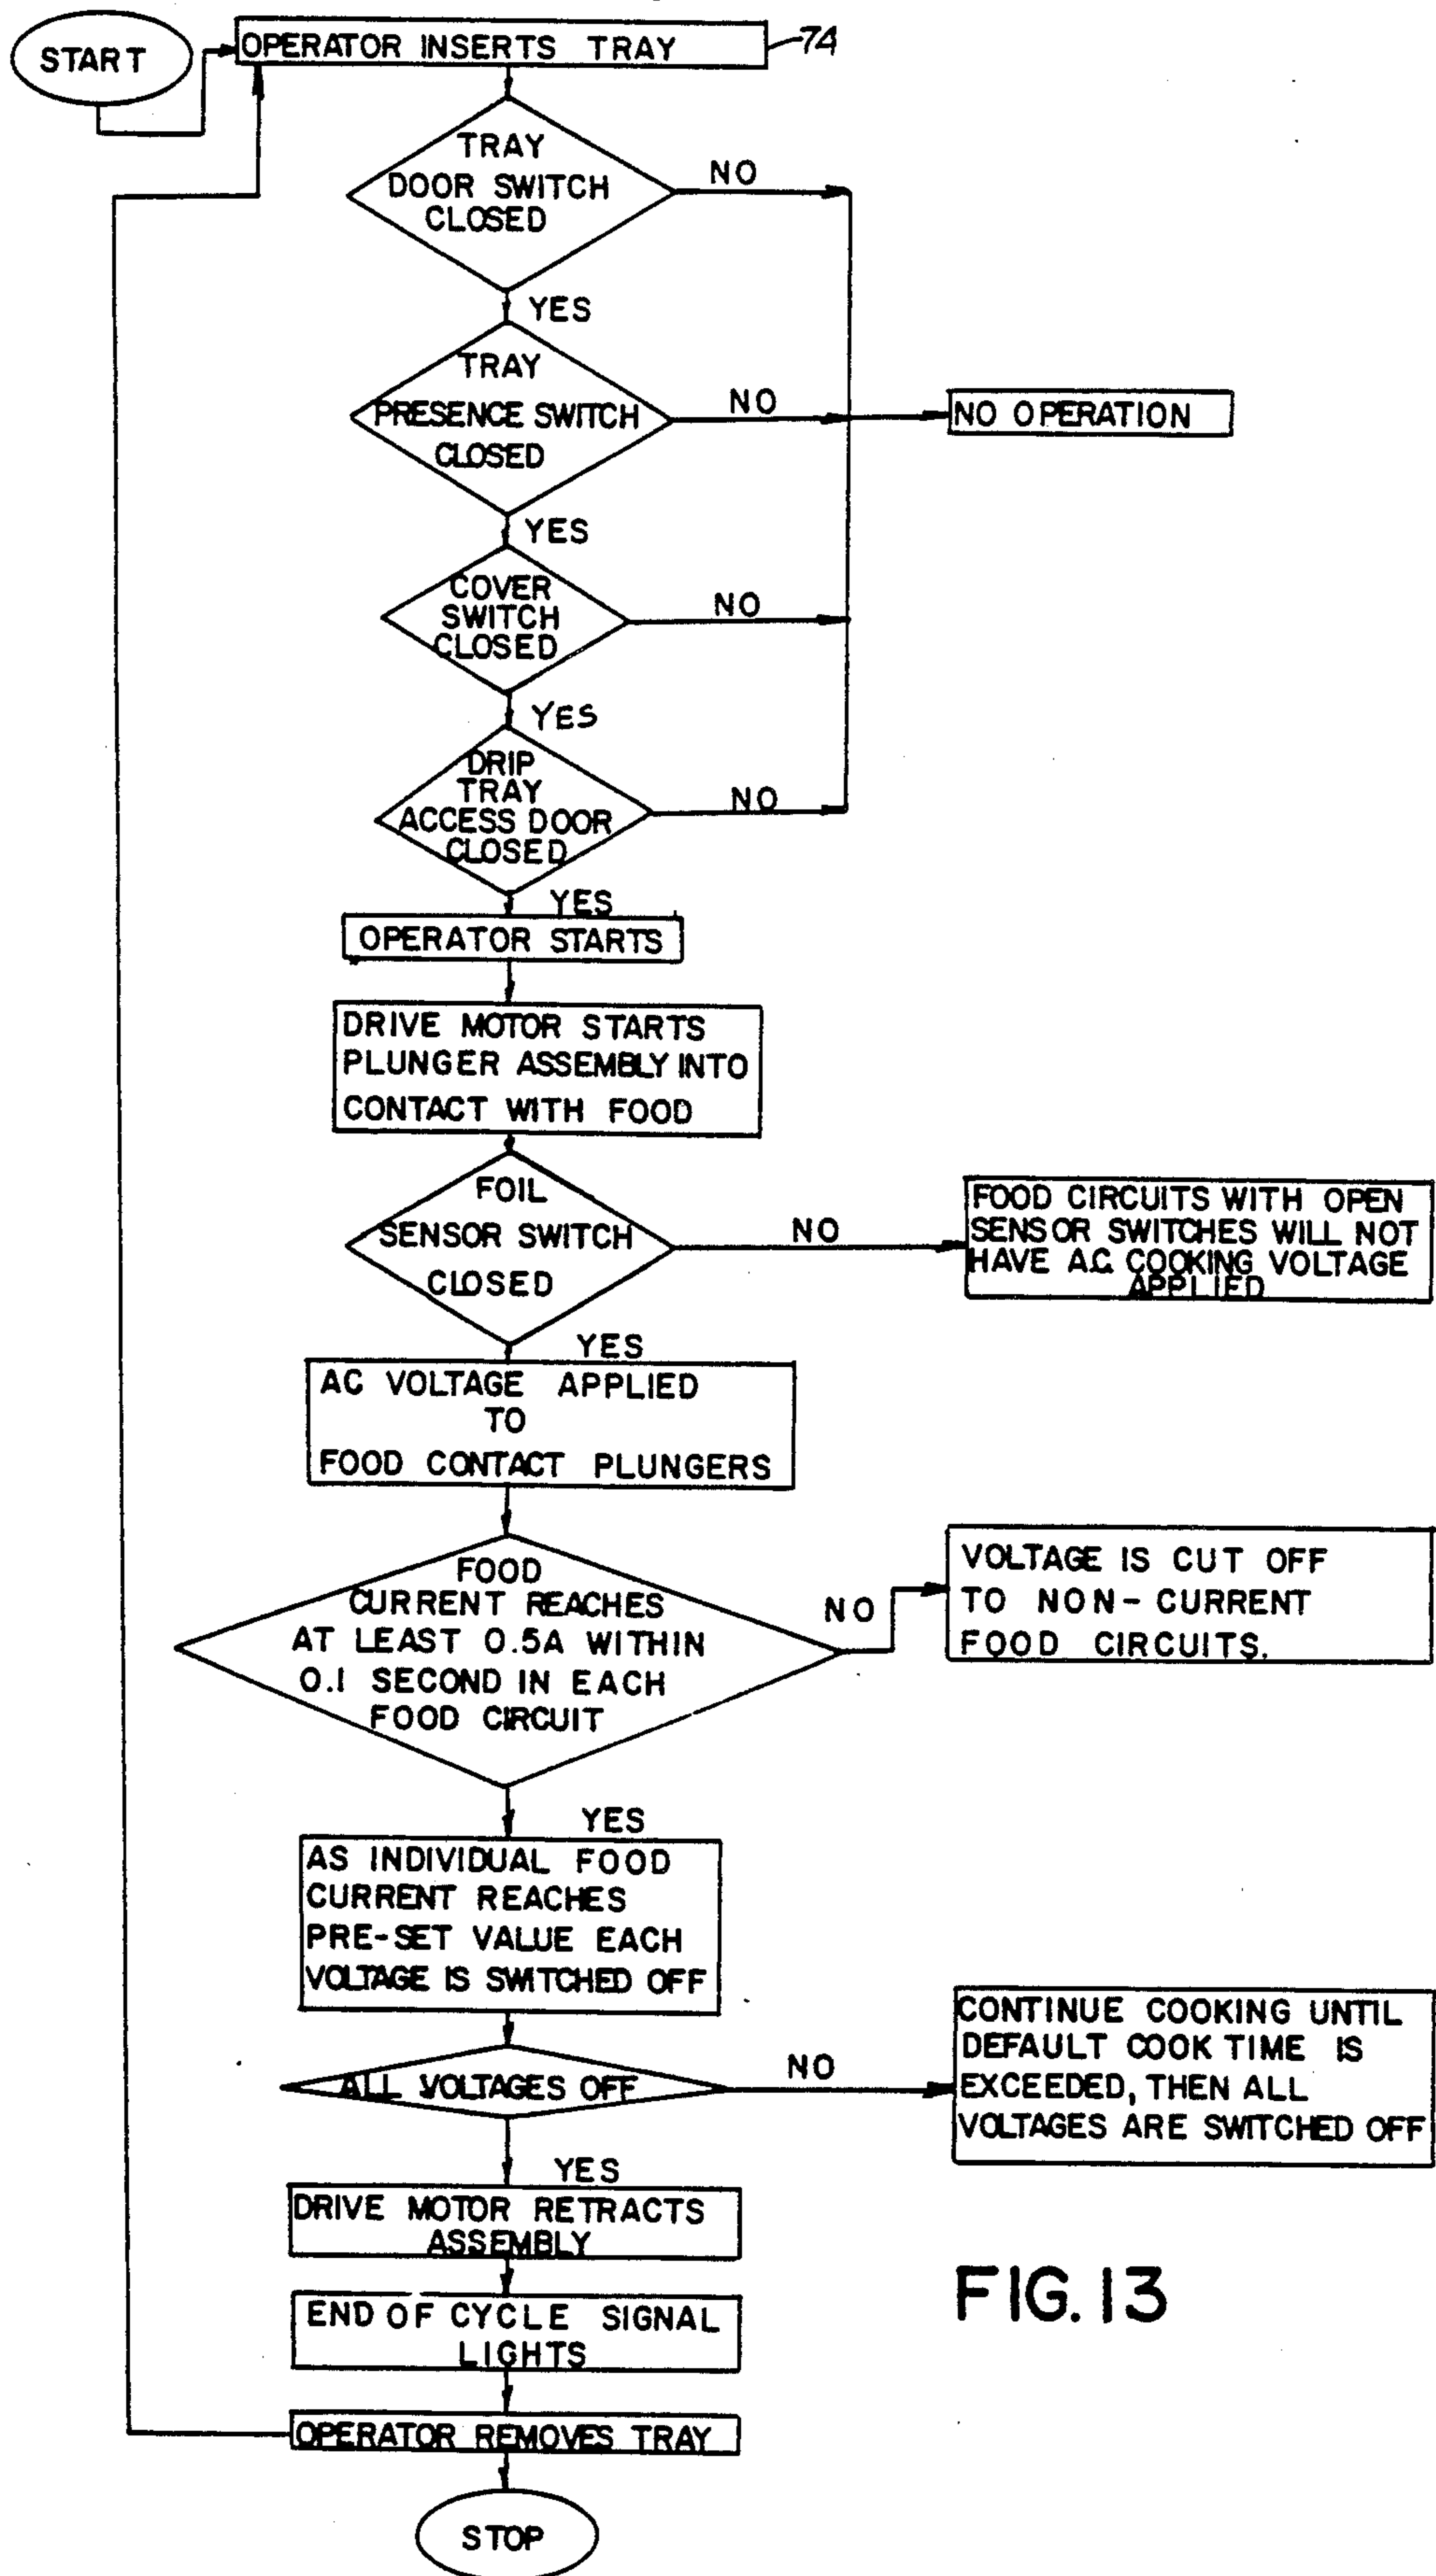 START
OPERATOR INSERTS TRAY
74
TRAY
DOOR SWITCH
CLOSED
NO
YES
TRAY
PRESENCE SWITCH
CLOSED
NO
NO OPERATION
YES
COVER
SWITCH
CLOSED
NO
YES
DRIP
TRAY
ACCESS DOOR
CLOSED
NO
YES
OPERATOR STARTS
DRIVE MOTOR STARTS
PLUNGER ASSEMBLY INTO
CONTACT WITH FOOD
FOIL
SENSOR SWITCH
CLOSED
NO
FOOD CIRCUITS WITH OPEN
SENSOR SWITCHES WILL NOT
HAVE A.C. COOKING VOLTAGE
APPLIED
YES
AC VOLTAGE APPLIED
TO
FOOD CONTACT PLUNGERS
FOOD
CURRENT REACHES
AT LEAST 0.5A WITHIN
0.1 SECOND IN EACH
FOOD CIRCUIT
NO
VOLTAGE IS CUT OFF
TO NON-CURRENT
FOOD CIRCUITS.
YES
AS INDIVIDUAL FOOD
CURRENT REACHES
PRE-SET VALUE EACH
VOLTAGE IS SWITCHED OFF
ALL VOLTAGES OFF
NO
CONTINUE COOKING UNTIL
DEFAULT COOK TIME IS
EXCEEDED, THEN ALL
VOLTAGES ARE SWITCHED OFF
YES
DRIVE MOTOR RETRACTS
ASSEMBLY
END OF CYCLE SIGNAL
LIGHTS
OPERATOR REMOVES TRAY
STOP
FIG. 13